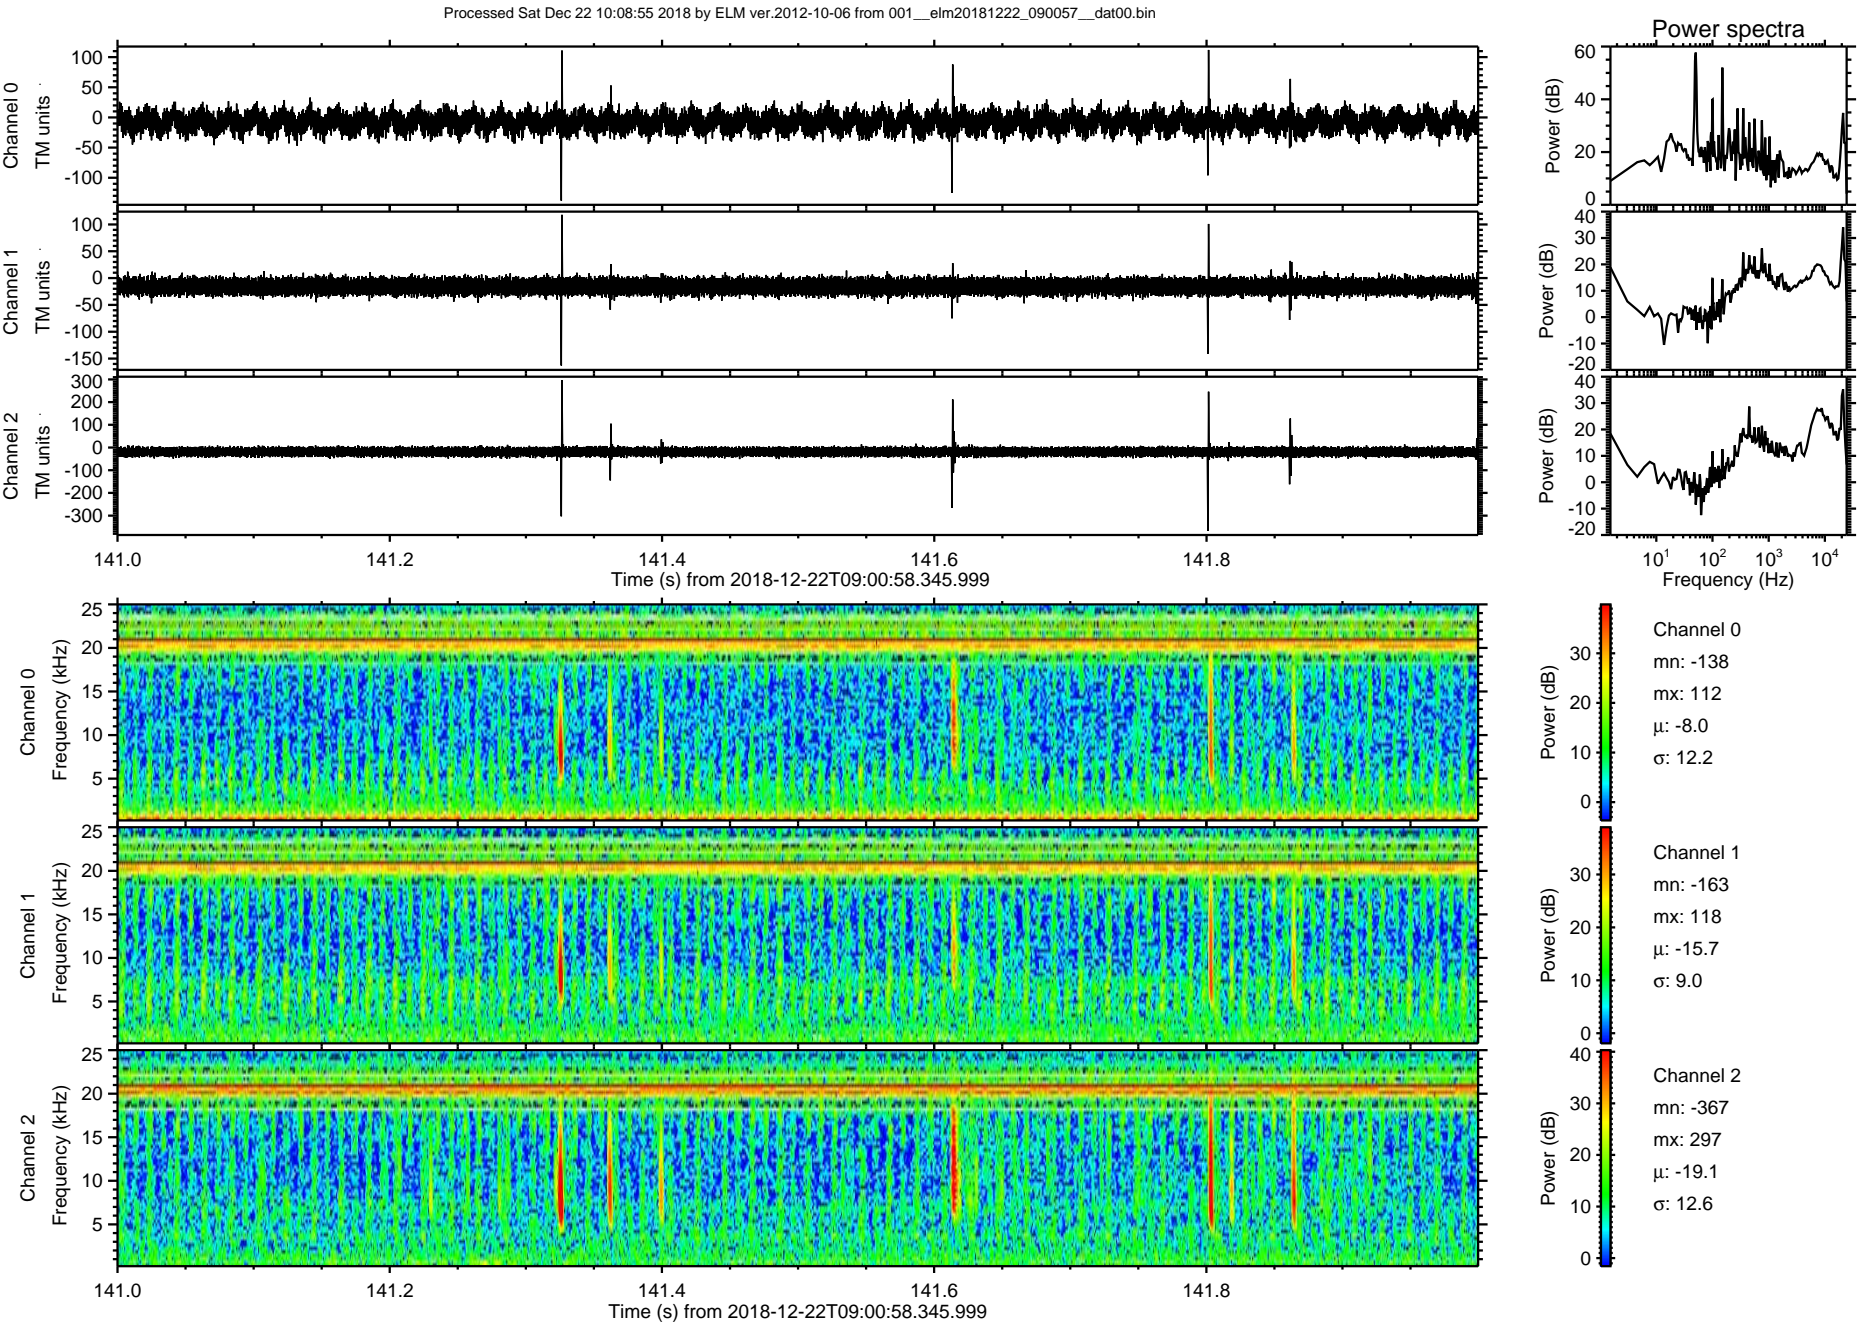 Processed Sat Dec 22 10:08:55 2018 by ELM ver.2012-10-06 from 001__elm20181222_090057__dat00.bin
Power spectra
Channel 0
TM units
100
50
0
-50
-100
Power (dB)
60
40
20
0
Channel 1
TM units
100
50
0
-50
-100
-150
Power (dB)
40
30
20
10
0
-10
-20
Channel 2
TM units
300
200
100
0
-100
-200
-300
Power (dB)
40
30
20
10
0
-10
-20
141.0 141.2 141.4 141.6 141.8
Time (s) from 2018-12-22T09:00:58.345.999
10^1 10^2 10^3 10^4
Frequency (Hz)
Channel 0
Frequency (kHz)
25
20
15
10
5
Power (dB)
30
20
10
0
Channel 0
mn: -138
mx: 112
μ: -8.0
σ: 12.2
Channel 1
Frequency (kHz)
25
20
15
10
5
Power (dB)
30
20
10
0
Channel 1
mn: -163
mx: 118
μ: -15.7
σ: 9.0
Channel 2
Frequency (kHz)
25
20
15
10
5
Power (dB)
40
30
20
10
0
Channel 2
mn: -367
mx: 297
μ: -19.1
σ: 12.6
141.0 141.2 141.4 141.6 141.8
Time (s) from 2018-12-22T09:00:58.345.999